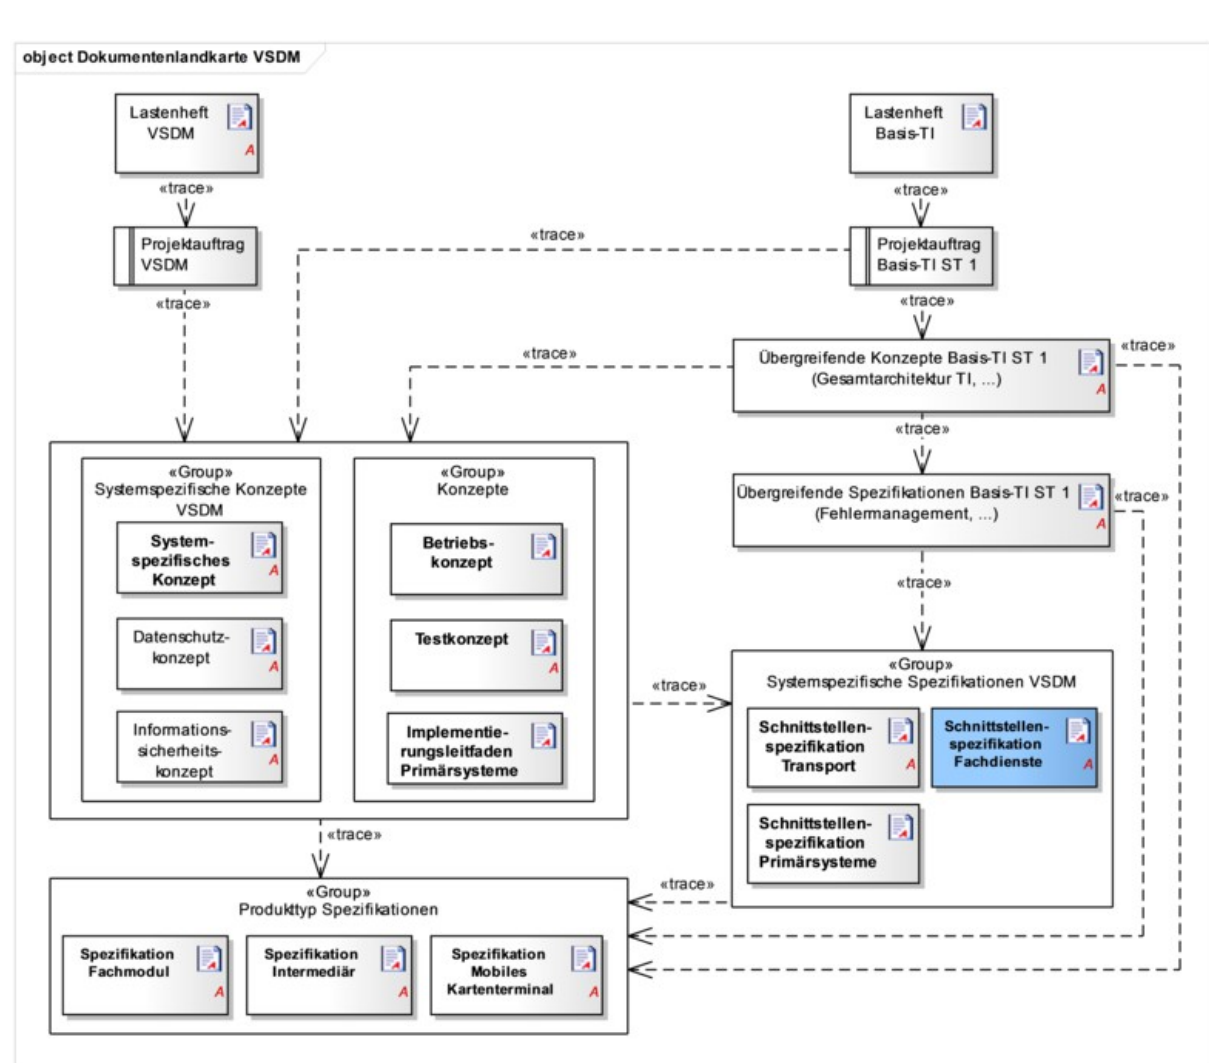 object Dokumentenlandkarte VSDM
Lastenheft
VSDM
A
«trace»
Projektauftrag
VSDM
«trace»
Lastenheft
Basis-TI
«trace»
Projektauftrag
Basis-TI ST 1
«trace»
«trace»
Übergreifende Konzepte Basis-TI ST 1
(Gesamtarchitektur TI, ...)
A
«trace»
«trace»
«trace»
Übergreifende Spezifikationen Basis-TI ST 1
(Fehlermanagement, ...)
A
«trace»
«trace»
«Group»
Systemspezifische Konzepte
VSDM
System-
spezifisches
Konzept
A
Datenschutz-
konzept
A
Informations-
sicherheits-
konzept
A
«Group»
Konzepte
Betriebs-
konzept
Testkonzept
A
Implementie-
rungsleitfaden
Primärsysteme
«trace»
«Group»
Systemspezifische Spezifikationen VSDM
Schnittstellen-
spezifikation
Transport
A
Schnittstellen-
spezifikation
Fachdienste
A
Schnittstellen-
spezifikation
Primärsysteme
«trace»
«trace»
«Group»
Produkttyp Spezifikationen
Spezifikation
Fachmodul
A
Spezifikation
Intermediär
A
Spezifikation
Mobiles
Kartenterminal
A